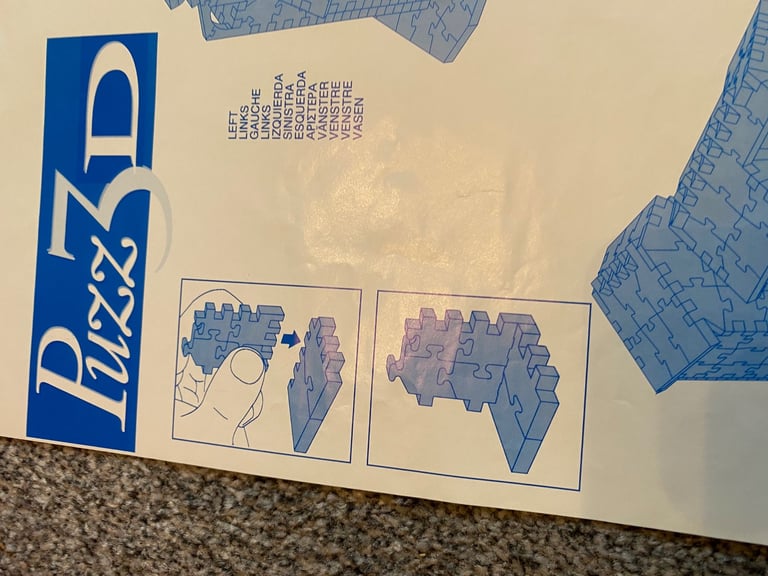 Puzz3D
LEFT
LINKS
GAUCHE
LINKS
IZQUIERDA
SINISTRA
ESQUERDA
ΑΡΙΣΤΕΡΑ
VÄNSTER
VENSTRE
VENSTRE
VASEN